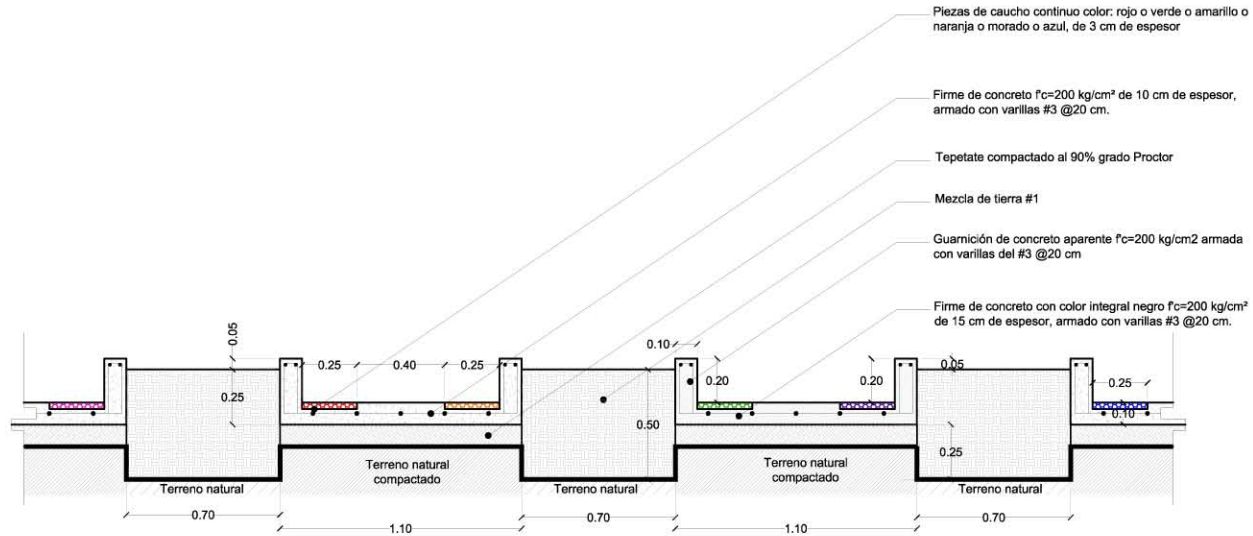 Piezas de caucho continuo color: rojo o verde o amarillo o
naranja o morado o azul, de 3 cm de espesor
Firme de concreto f'c=200 kg/cm² de 10 cm de espesor,
armado con varillas #3 @20 cm.
Tepetate compactado al 90% grado Proctor
Mezcla de tierra #1
Guarnición de concreto aparente f'c=200 kg/cm2 armada
con varillas del #3 @20 cm
Firme de concreto con color integral negro f'c=200 kg/cm²
de 15 cm de espesor, armado con varillas #3 @20 cm.
0.05
0.10
0.25
0.40
0.25
0.20
0.20
0.05
0.25
0.25
0.50
0.10
0.25
Terreno natural
compactado
Terreno natural
compactado
Terreno natural
Terreno natural
Terreno natural
0.70
0.70
0.70
1.10
1.10